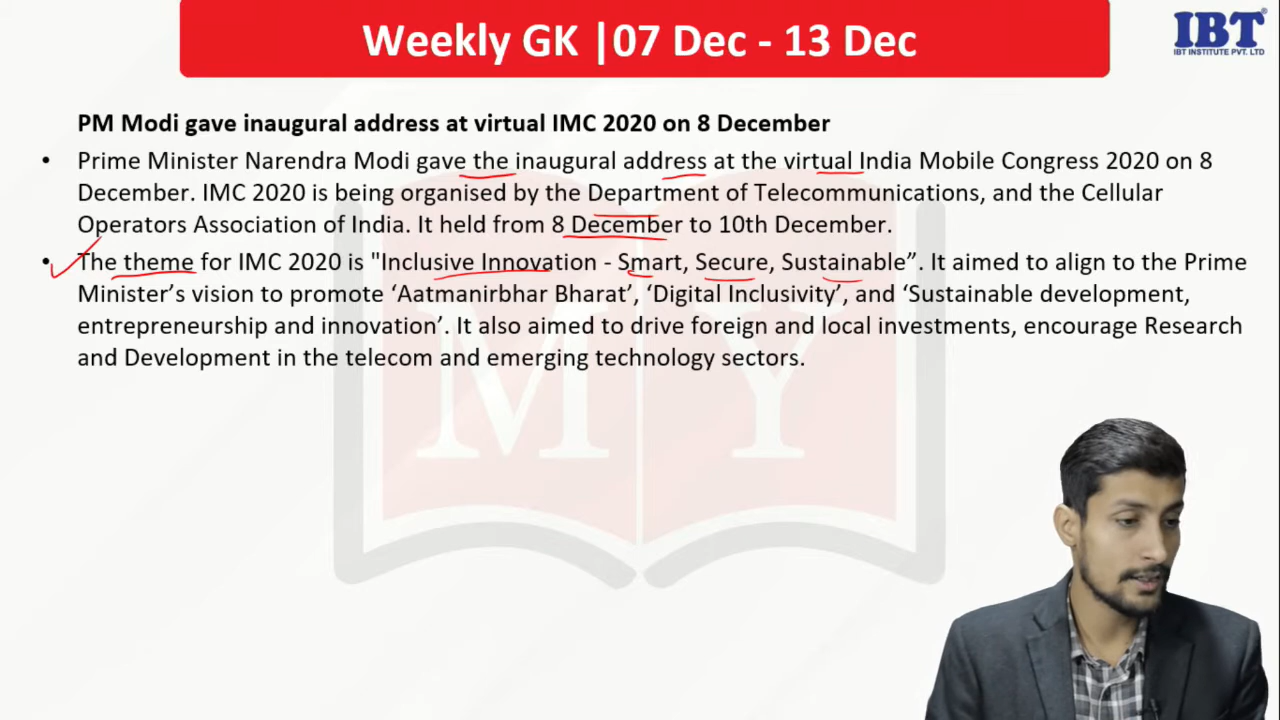 Weekly GK |07 Dec - 13 Dec
IBT
IBT INSTITUTE PVT. LTD
PM Modi gave inaugural address at virtual IMC 2020 on 8 December
• Prime Minister Narendra Modi gave the inaugural address at the virtual India Mobile Congress 2020 on 8
December. IMC 2020 is being organised by the Department of Telecommunications, and the Cellular
Operators Association of India. It held from 8 December to 10th December.
• The theme for IMC 2020 is "Inclusive Innovation - Smart, Secure, Sustainable”. It aimed to align to the Prime
Minister’s vision to promote ‘Aatmanirbhar Bharat’, ‘Digital Inclusivity’, and ‘Sustainable development,
entrepreneurship and innovation’. It also aimed to drive foreign and local investments, encourage Research
and Development in the telecom and emerging technology sectors.
M Y